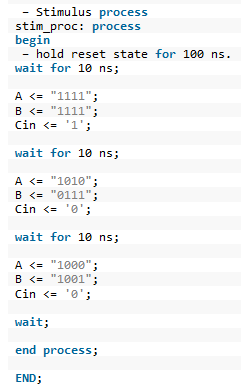 – Stimulus process
stim_proc: process
begin
– hold reset state for 100 ns.
wait for 10 ns;
A <= "1111";
B <= "1111";
Cin <= '1';
wait for 10 ns;
A <= "1010";
B <= "0111";
Cin <= '0';
wait for 10 ns;
A <= "1000";
B <= "1001";
Cin <= '0';
wait;
end process;
END;